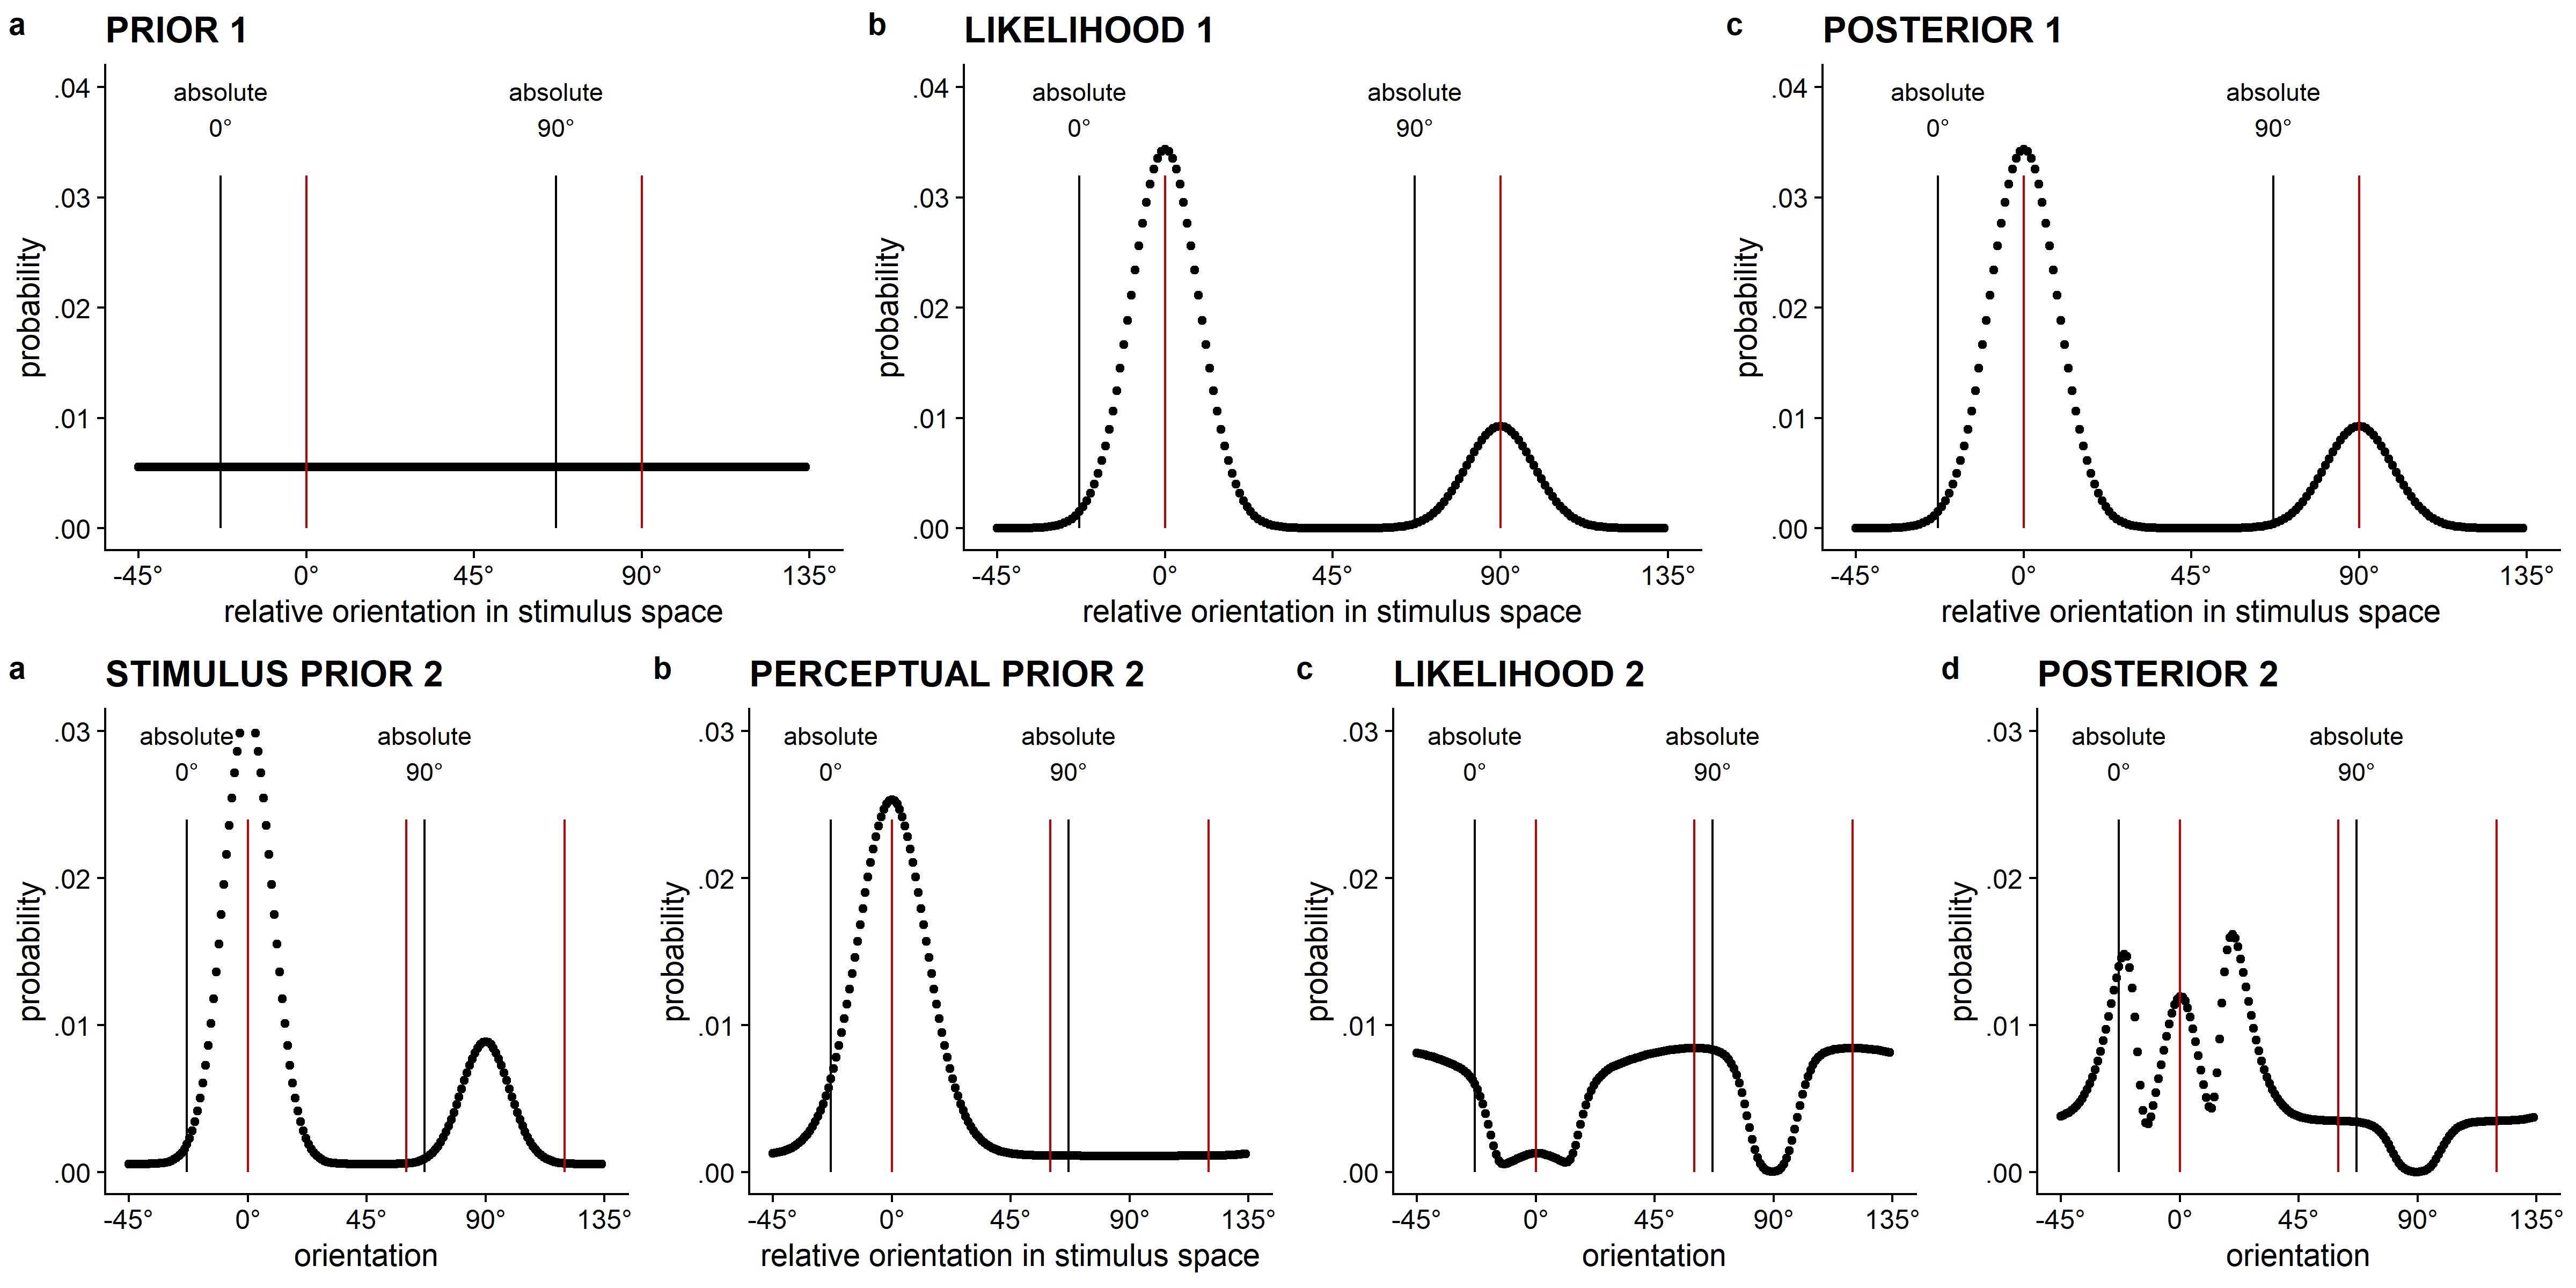 a PRIOR 1
.04
.03
.02
.01
.00
absolute 0°
absolute 90°
probability
-45° 0° 45° 90° 135°
relative orientation in stimulus space
b LIKELIHOOD 1
.04
.03
.02
.01
.00
absolute 0°
absolute 90°
probability
-45° 0° 45° 90° 135°
relative orientation in stimulus space
c POSTERIOR 1
.04
.03
.02
.01
.00
absolute 0°
absolute 90°
probability
-45° 0° 45° 90° 135°
relative orientation in stimulus space
a STIMULUS PRIOR 2
.03
.02
.01
.00
absolute 0°
absolute 90°
probability
-45° 0° 45° 90° 135°
orientation
b PERCEPTUAL PRIOR 2
.03
.02
.01
.00
absolute 0°
absolute 90°
probability
-45° 0° 45° 90° 135°
relative orientation in stimulus space
c LIKELIHOOD 2
.03
.02
.01
.00
absolute 0°
absolute 90°
probability
-45° 0° 45° 90° 135°
orientation
d POSTERIOR 2
.03
.02
.01
.00
absolute 0°
absolute 90°
probability
-45° 0° 45° 90° 135°
orientation